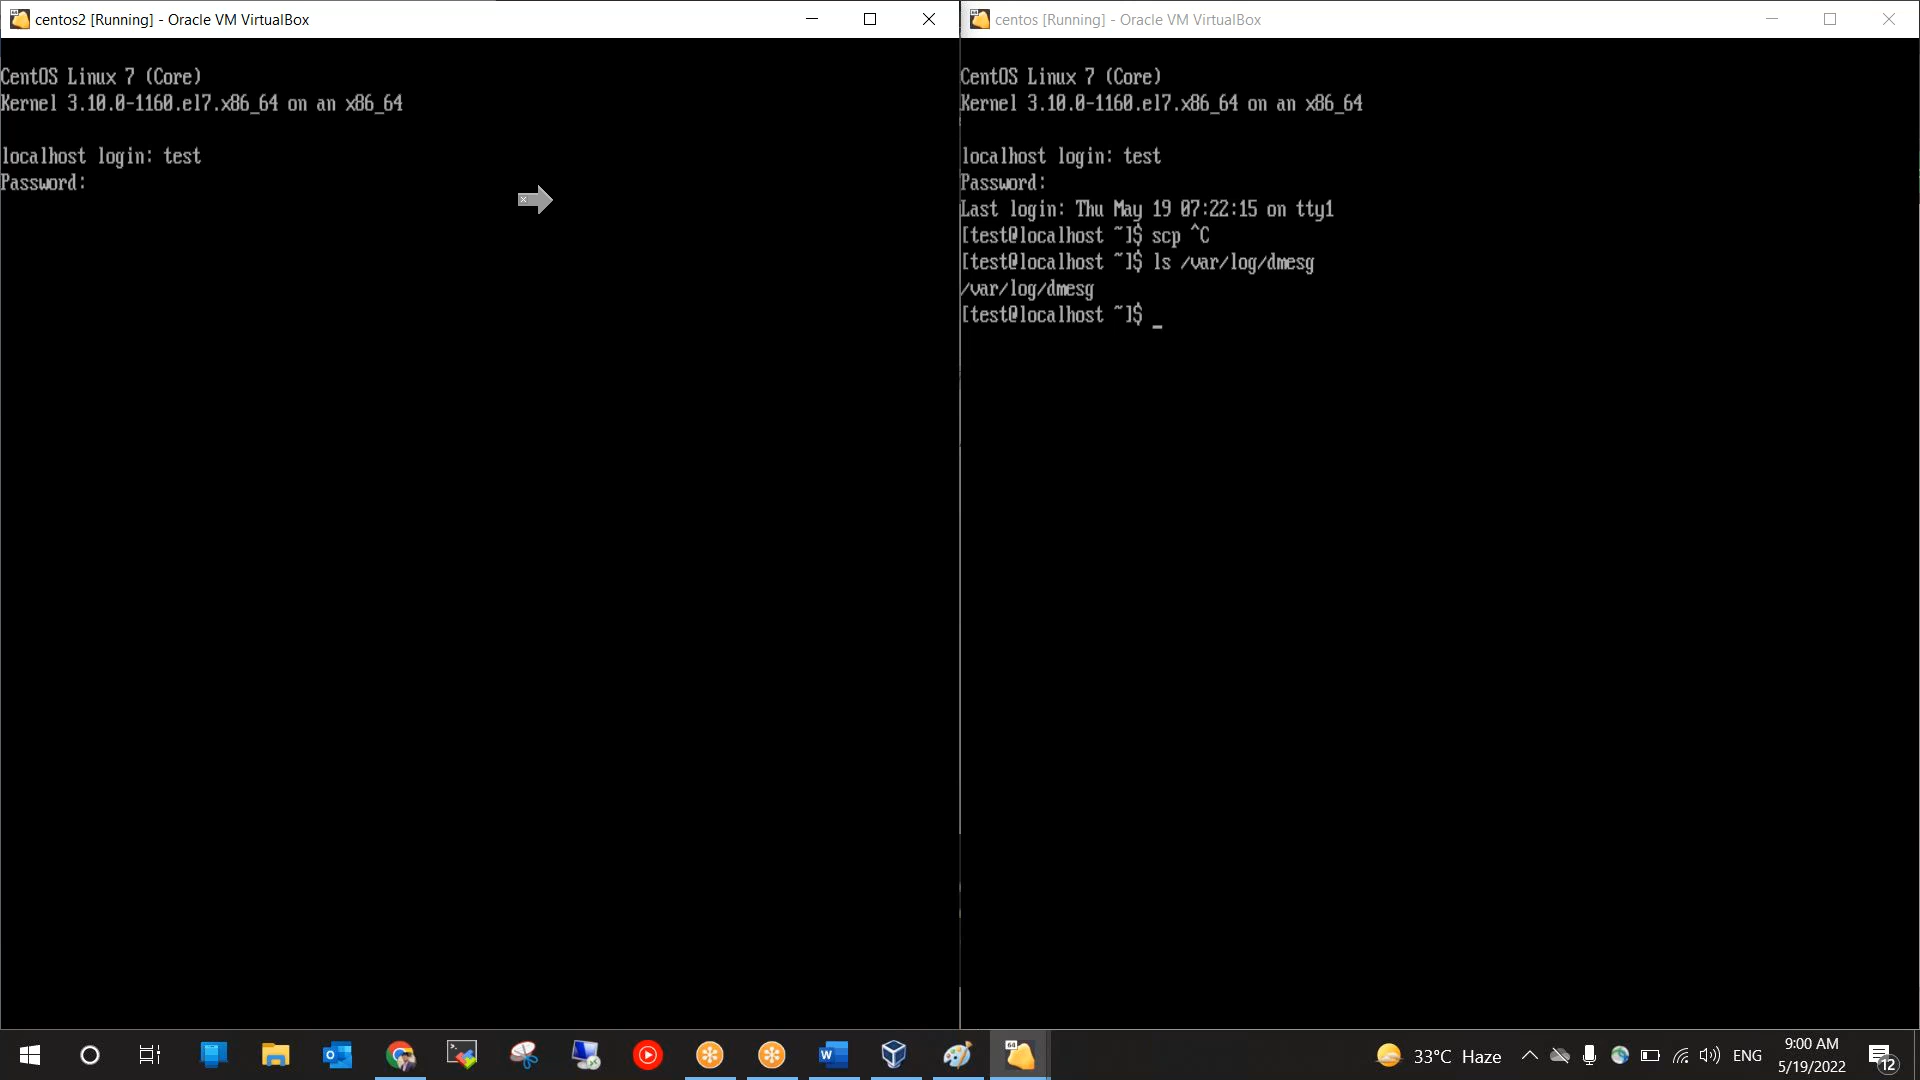 centos2 [Running] - Oracle VM VirtualBox
CentOS Linux 7 (Core)
Kernel 3.10.0-1160.el7.x86_64 on an x86_64
localhost login: test
Password:
centos [Running] - Oracle VM VirtualBox
CentOS Linux 7 (Core)
Kernel 3.10.0-1160.el7.x86_64 on an x86_64
localhost login: test
Password:
Last login: Thu May 19 07:22:15 on tty1
[test@localhost ~]$ scp ^C
[test@localhost ~]$ ls /var/log/dmesg
/var/log/dmesg
[test@localhost ~]$ _
33°C Haze
ENG
9:00 AM
5/19/2022
12